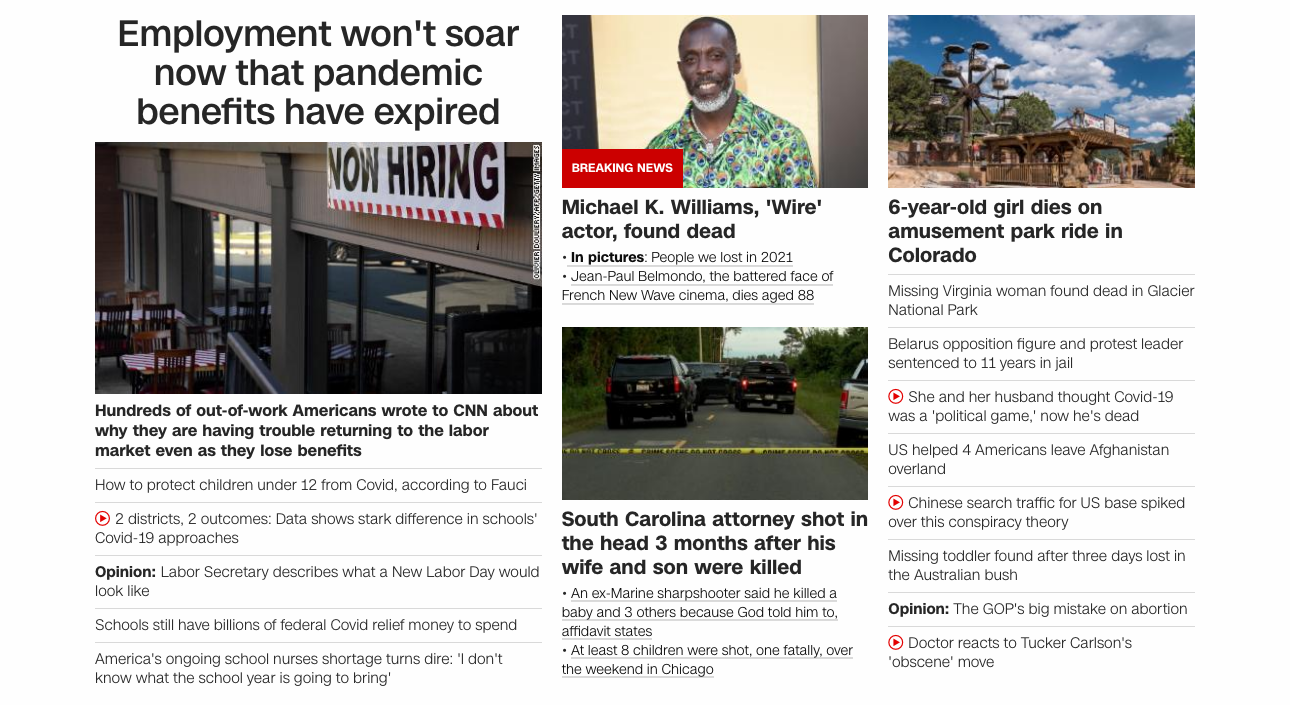 Employment won't soar
now that pandemic
benefits have expired
NOW HIRING
Hundreds of out-of-work Americans wrote to CNN about
why they are having trouble returning to the labor
market even as they lose benefits
How to protect children under 12 from Covid, according to Fauci
2 districts, 2 outcomes: Data shows stark difference in schools'
Covid-19 approaches
Opinion: Labor Secretary describes what a New Labor Day would
look like
Schools still have billions of federal Covid relief money to spend
America's ongoing school nurses shortage turns dire: 'I don't
know what the school year is going to bring'
BREAKING NEWS
Michael K. Williams, 'Wire'
actor, found dead
• In pictures: People we lost in 2021
• Jean-Paul Belmondo, the battered face of
French New Wave cinema, dies aged 88
CRIME SCENE DO NOT CROSS
South Carolina attorney shot in
the head 3 months after his
wife and son were killed
• An ex-Marine sharpshooter said he killed a
baby and 3 others because God told him to,
affidavit states
• At least 8 children were shot, one fatally, over
the weekend in Chicago
6-year-old girl dies on
amusement park ride in
Colorado
Missing Virginia woman found dead in Glacier
National Park
Belarus opposition figure and protest leader
sentenced to 11 years in jail
She and her husband thought Covid-19
was a 'political game,' now he's dead
US helped 4 Americans leave Afghanistan
overland
Chinese search traffic for US base spiked
over this conspiracy theory
Missing toddler found after three days lost in
the Australian bush
Opinion: The GOP's big mistake on abortion
Doctor reacts to Tucker Carlson's
'obscene' move